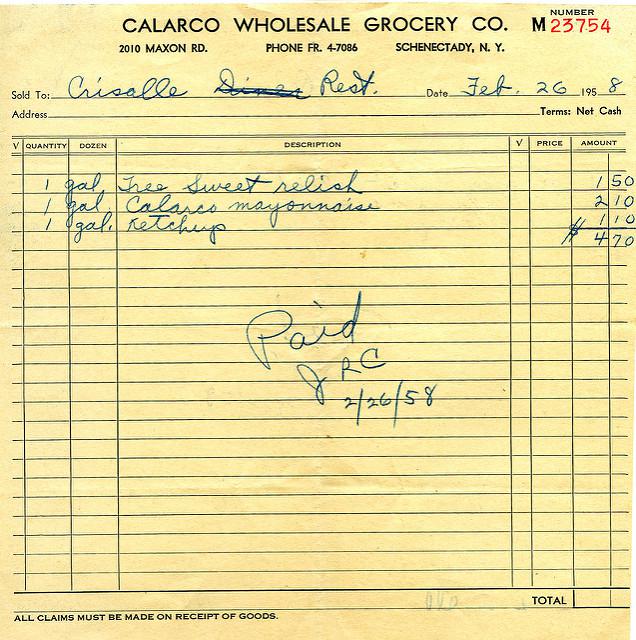 NUMBER
CALARCO WHOLESALE GROCERY CO. M 23754
2010 MAXON RD. PHONE FR. 4-7086 SCHENECTADY, N. Y.
Sold To: Crisalle Diner Rest. Date Feb. 26 1958
Address Terms: Net Cash
√ QUANTITY DOZEN DESCRIPTION √ PRICE AMOUNT
1 gal. Tree Sweet relish 1 50
1 gal. Calarco mayonnaise 2 10
1 gal. Ketchup 1 10
$ 4 70
Paid
JRC
2/26/58
TOTAL
ALL CLAIMS MUST BE MADE ON RECEIPT OF GOODS.